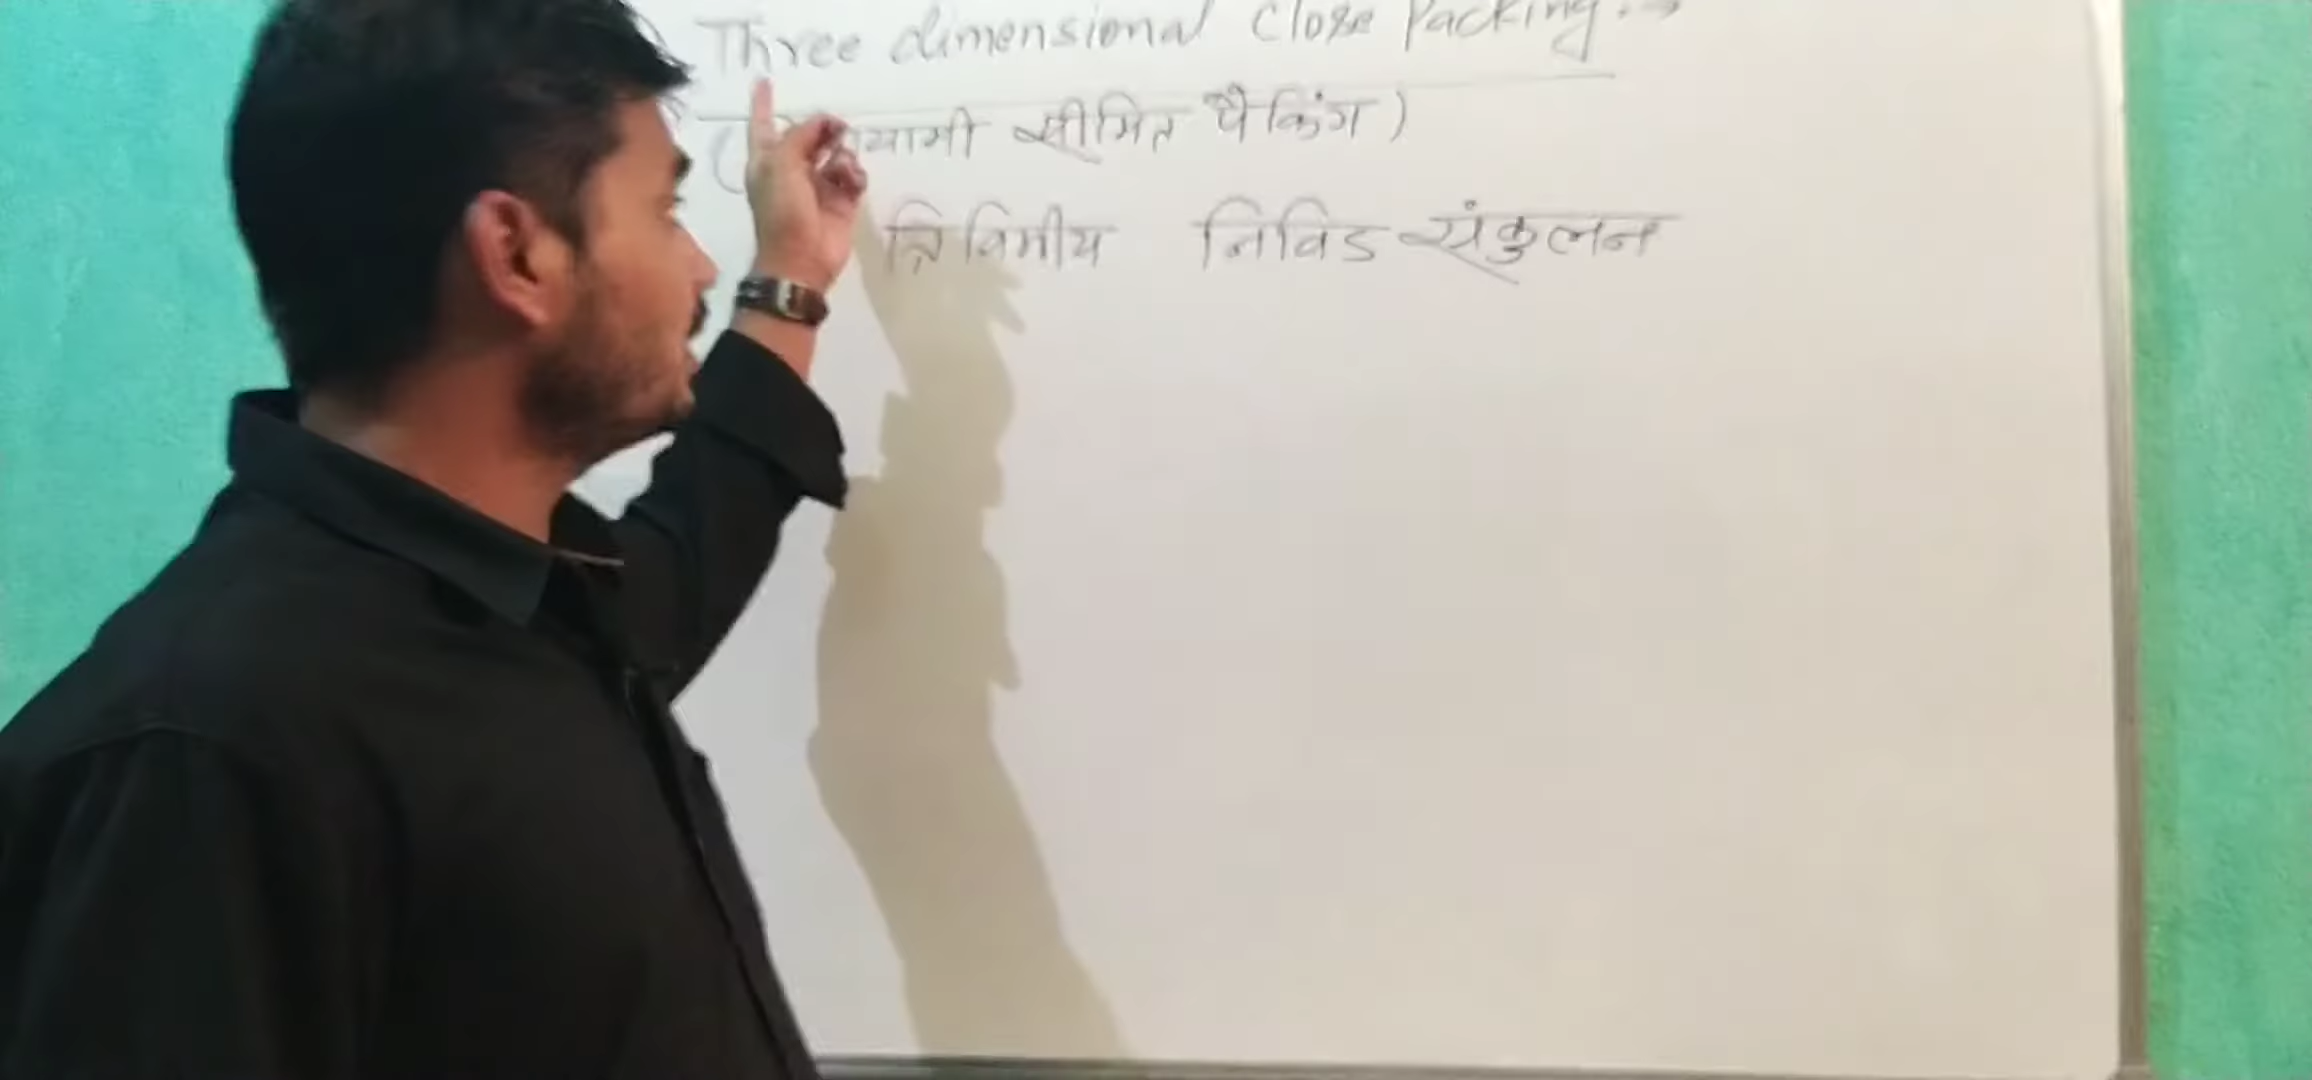 Three dimensional Close Packing :→
सीमित पैकिंग)
त्रिविमीय निविड संकुलन